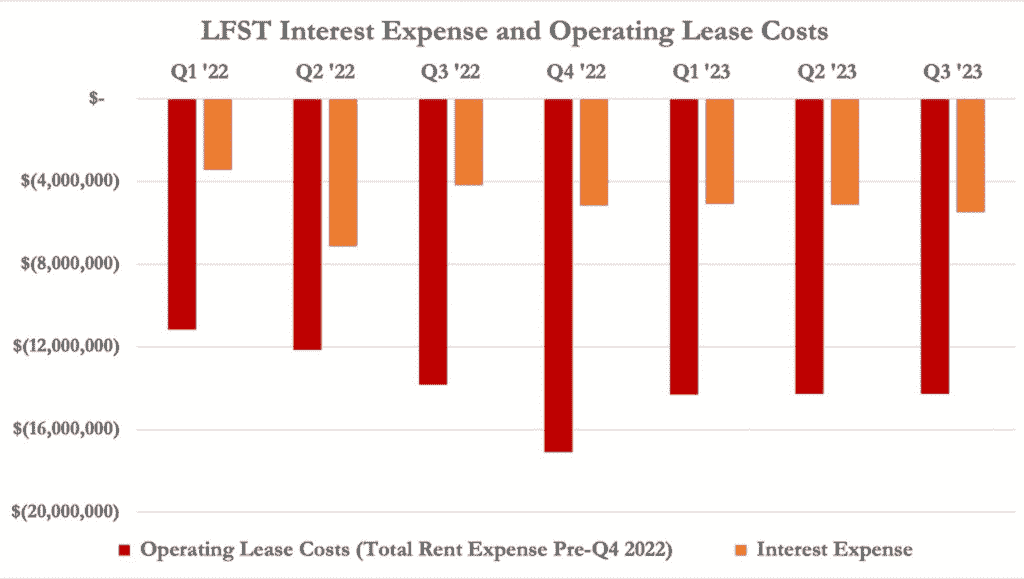 LFST Interest Expense and Operating Lease Costs
Q1 '22 Q2 '22 Q3 '22 Q4 '22 Q1 '23 Q2 '23 Q3 '23
$-
$(4,000,000)
$(8,000,000)
$(12,000,000)
$(16,000,000)
$(20,000,000)
Operating Lease Costs (Total Rent Expense Pre-Q4 2022) Interest Expense